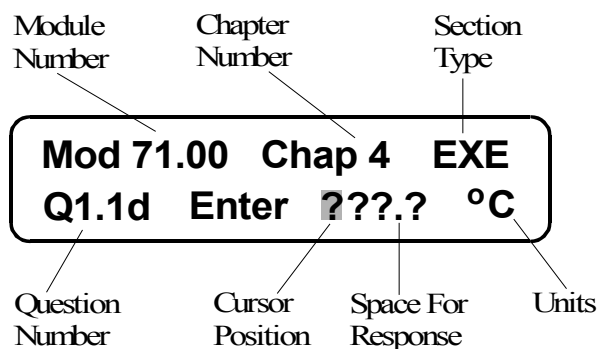 Module Chapter Section
Number Number Type
Mod 71.00 Chap 4 EXE
Q1.1d Enter ???.? °C
Question Cursor Space For Units
Number Position Response